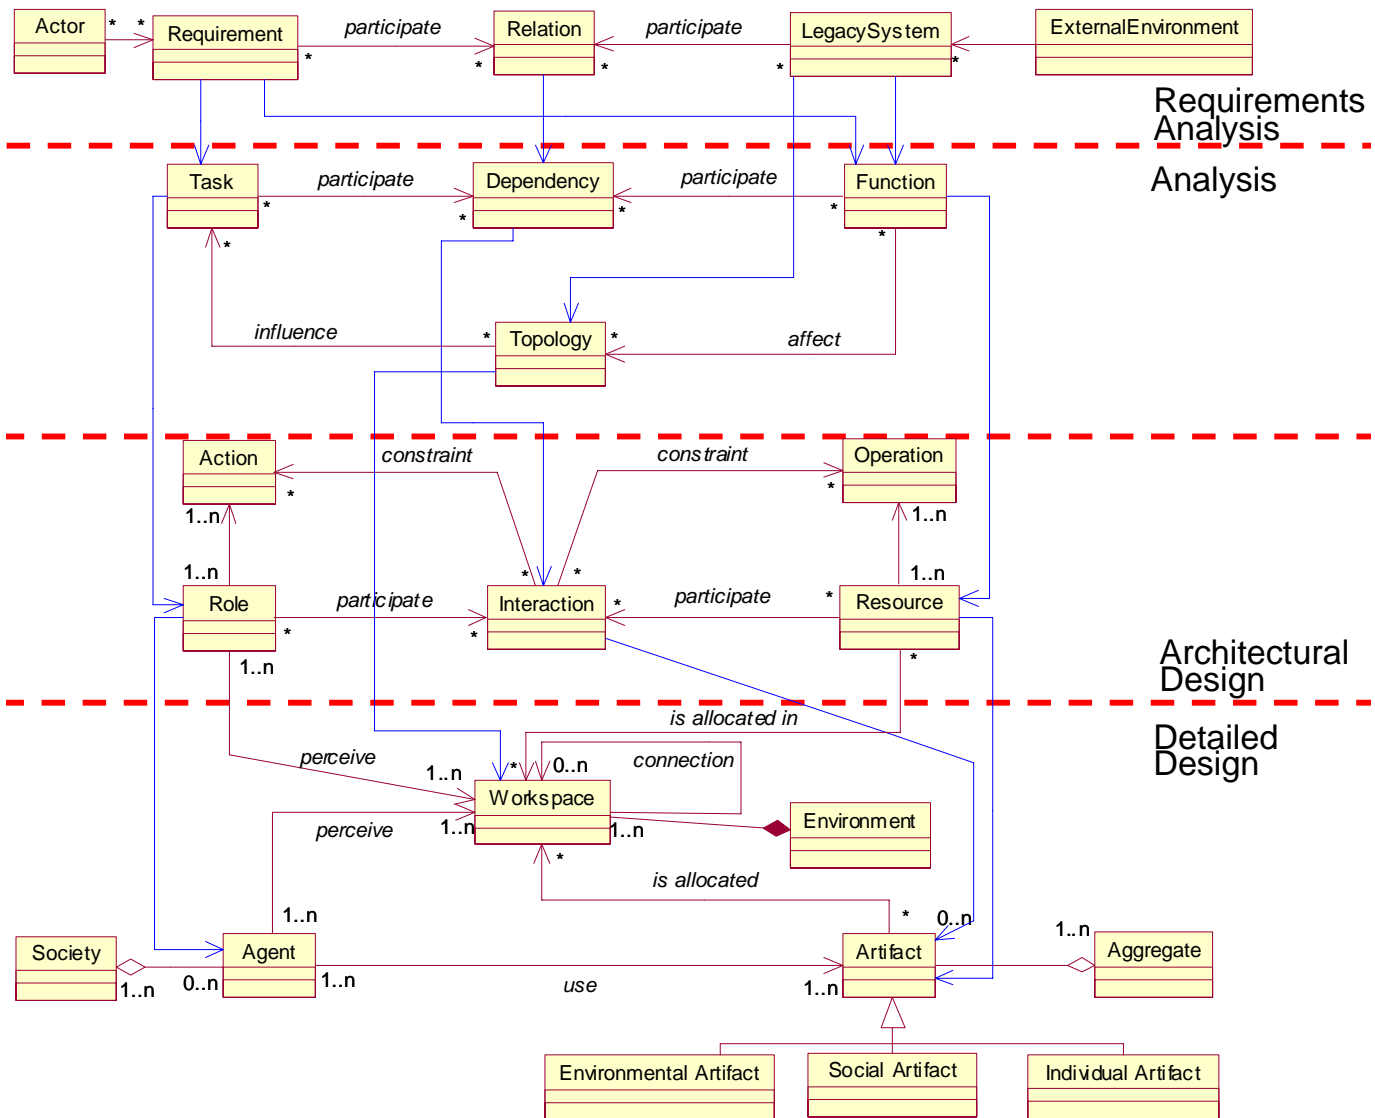 Actor
*
*
Requirement
*
participate
Relation
*
*
participate
LegacySystem
*
*
ExternalEnvironment
Requirements
Analysis
Task
*
*
participate
Dependency
*
*
participate
Function
*
*
Analysis
influence
*
Topology
*
affect
Action
*
1..n
constraint
constraint
Operation
*
1..n
1..n
Role
*
1..n
participate
*
*
Interaction
*
*
participate
1..n
*
Resource
*
Architectural
Design
is allocated in
Detailed
Design
perceive
1..n
*
0..n
connection
Workspace
1..n
1..n
perceive
Environment
*
is allocated
1..n
*
0..n
1..n
Society
1..n
0..n
Agent
1..n
use
Artifact
1..n
Aggregate
Environmental Artifact
Social Artifact
Individual Artifact